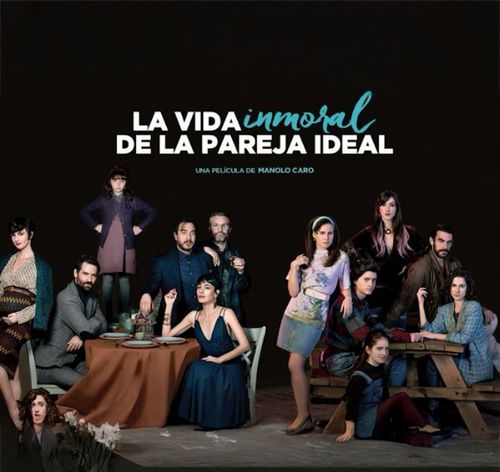 LA VIDA inmoral
DE LA PAREJA IDEAL
UNA PELÍCULA DE MANOLO CARO